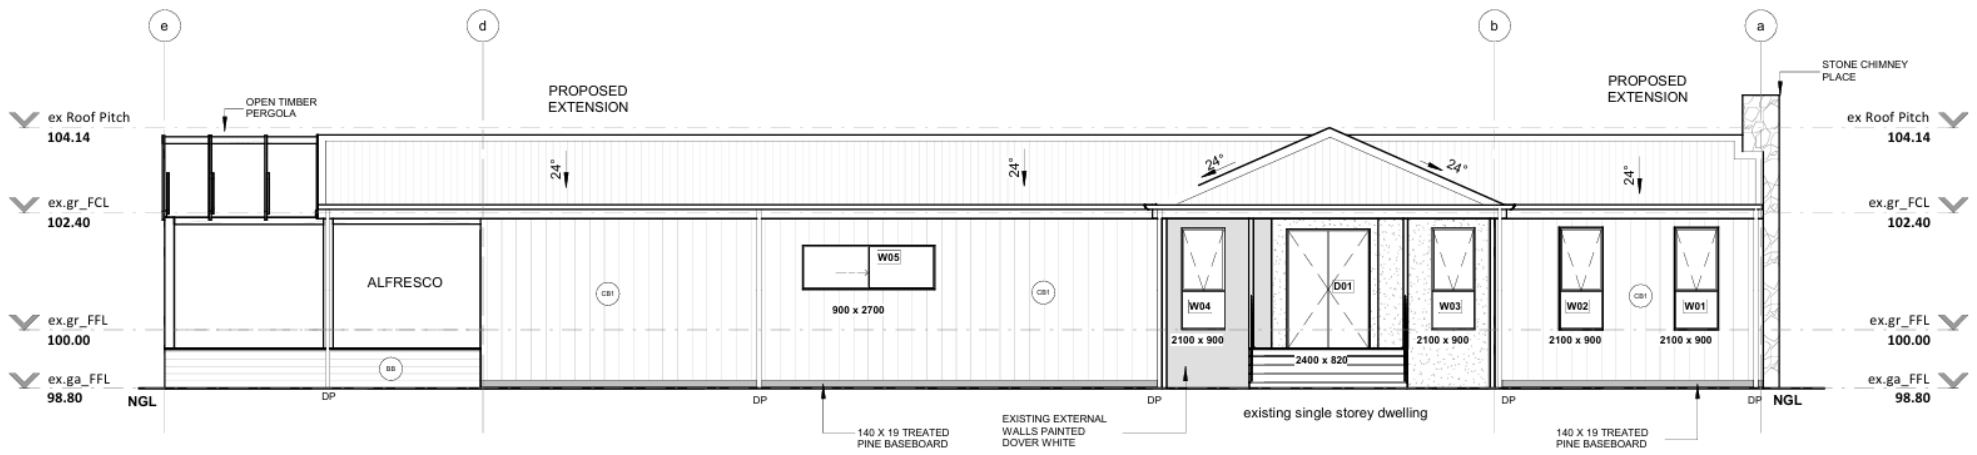 e
d
b
a
STONE CHIMNEY
PLACE
PROPOSED
EXTENSION
PROPOSED
EXTENSION
OPEN TIMBER
PERGOLA
ex Roof Pitch
104.14
ex Roof Pitch
104.14
24°
24°
24°
24°
24°
ex.gr_FCL
102.40
ex.gr_FCL
102.40
ALFRESCO
W05
CB1
CB1
900 x 2700
W04
D01
W03
W02
CB1
W01
ex.gr_FFL
100.00
ex.gr_FFL
100.00
2100 x 900
2100 x 900
2100 x 900
2100 x 900
2400 x 820
BB
ex.ga_FFL
98.80
ex.ga_FFL
98.80
NGL
DP
DP
DP
DP
DP
NGL
140 X 19 TREATED
PINE BASEBOARD
EXISTING EXTERNAL
WALLS PAINTED
DOVER WHITE
existing single storey dwelling
140 X 19 TREATED
PINE BASEBOARD